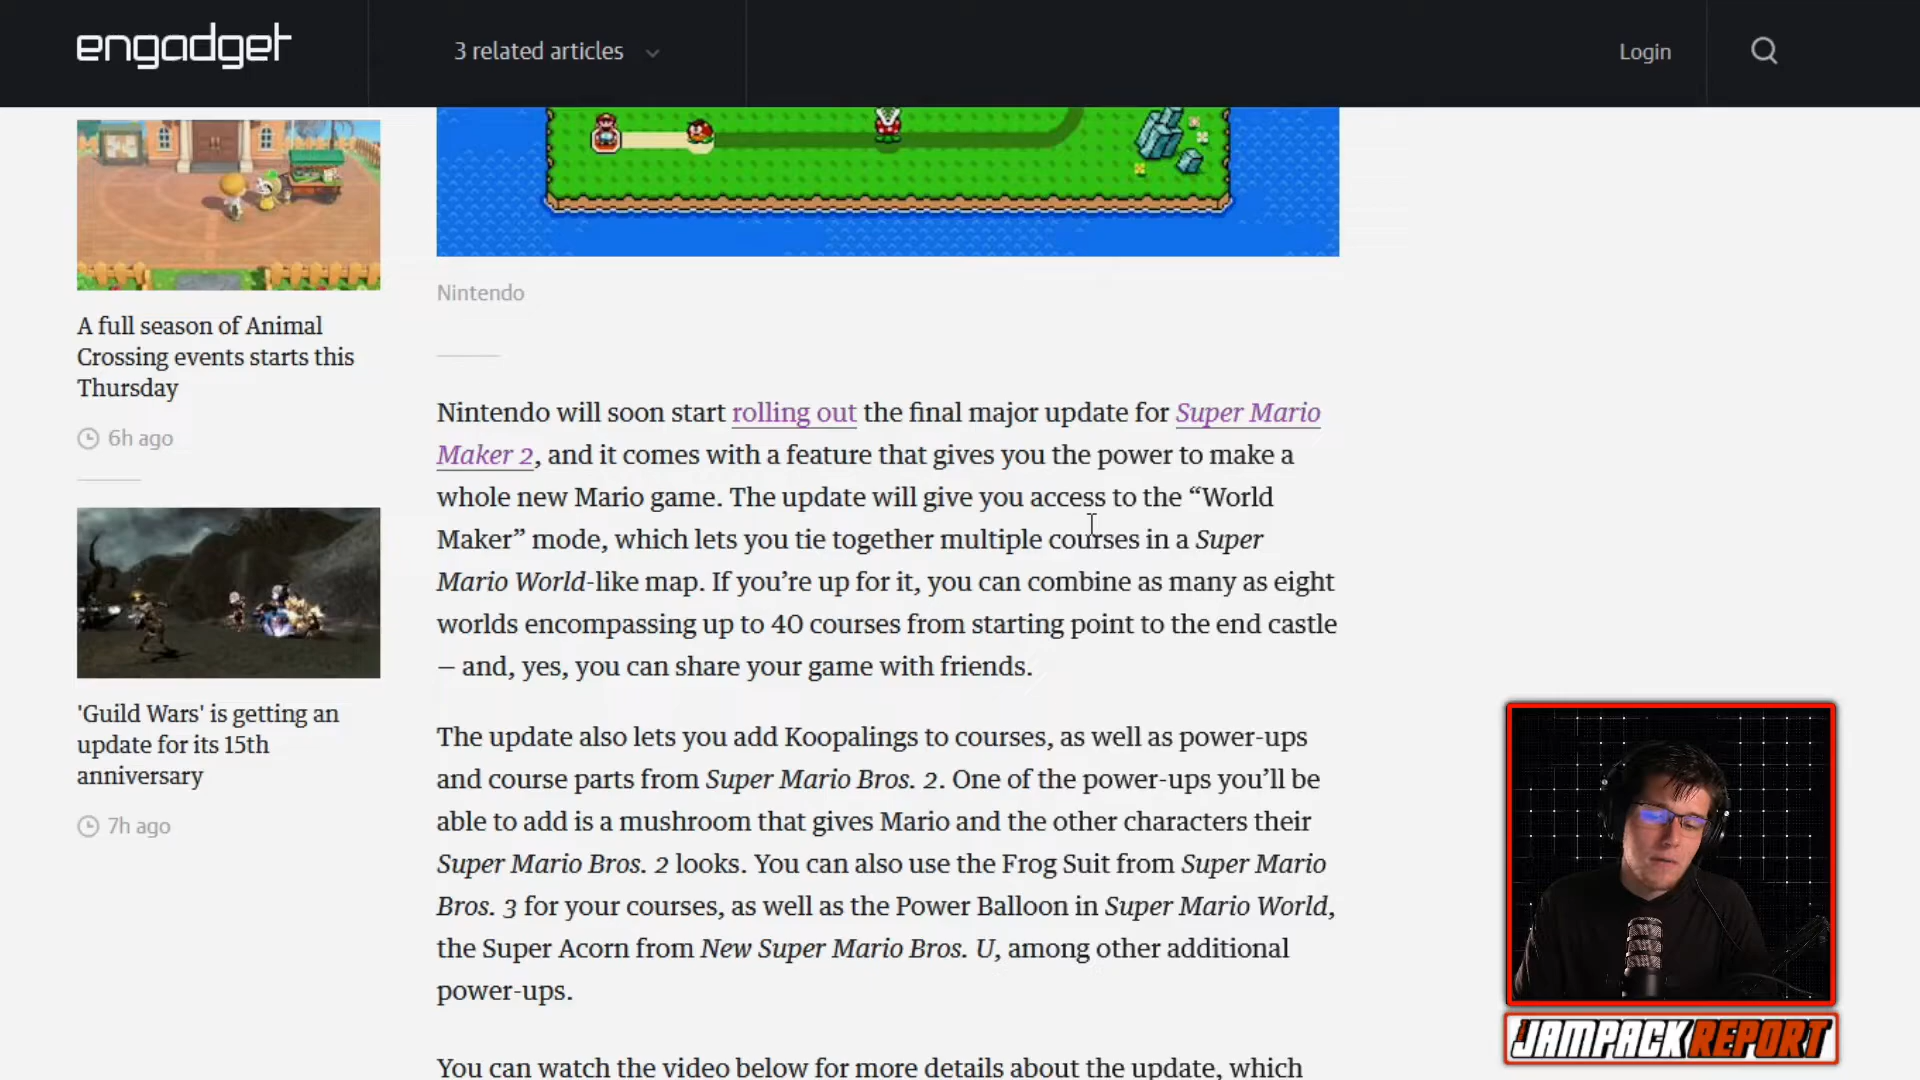 engadget
3 related articles
Login
A full season of Animal
Crossing events starts this
Thursday
6h ago
'Guild Wars' is getting an
update for its 15th
anniversary
7h ago
Nintendo
Nintendo will soon start rolling out the final major update for Super Mario
Maker 2, and it comes with a feature that gives you the power to make a
whole new Mario game. The update will give you access to the “World
Maker” mode, which lets you tie together multiple courses in a Super
Mario World-like map. If you’re up for it, you can combine as many as eight
worlds encompassing up to 40 courses from starting point to the end castle
— and, yes, you can share your game with friends.
The update also lets you add Koopalings to courses, as well as power-ups
and course parts from Super Mario Bros. 2. One of the power-ups you’ll be
able to add is a mushroom that gives Mario and the other characters their
Super Mario Bros. 2 looks. You can also use the Frog Suit from Super Mario
Bros. 3 for your courses, as well as the Power Balloon in Super Mario World,
the Super Acorn from New Super Mario Bros. U, among other additional
power-ups.
You can watch the video below for more details about the update, which
THE JAMPACK REPORT